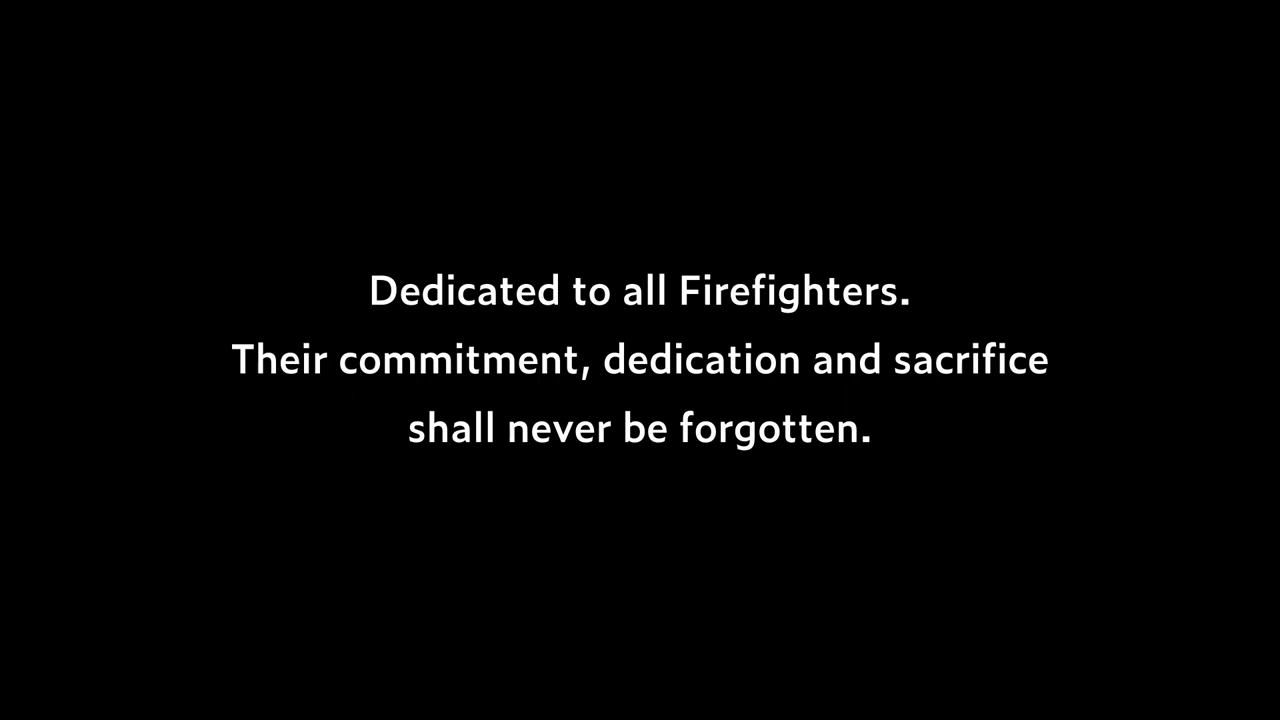 Dedicated to all Firefighters.
Their commitment, dedication and sacrifice
shall never be forgotten.